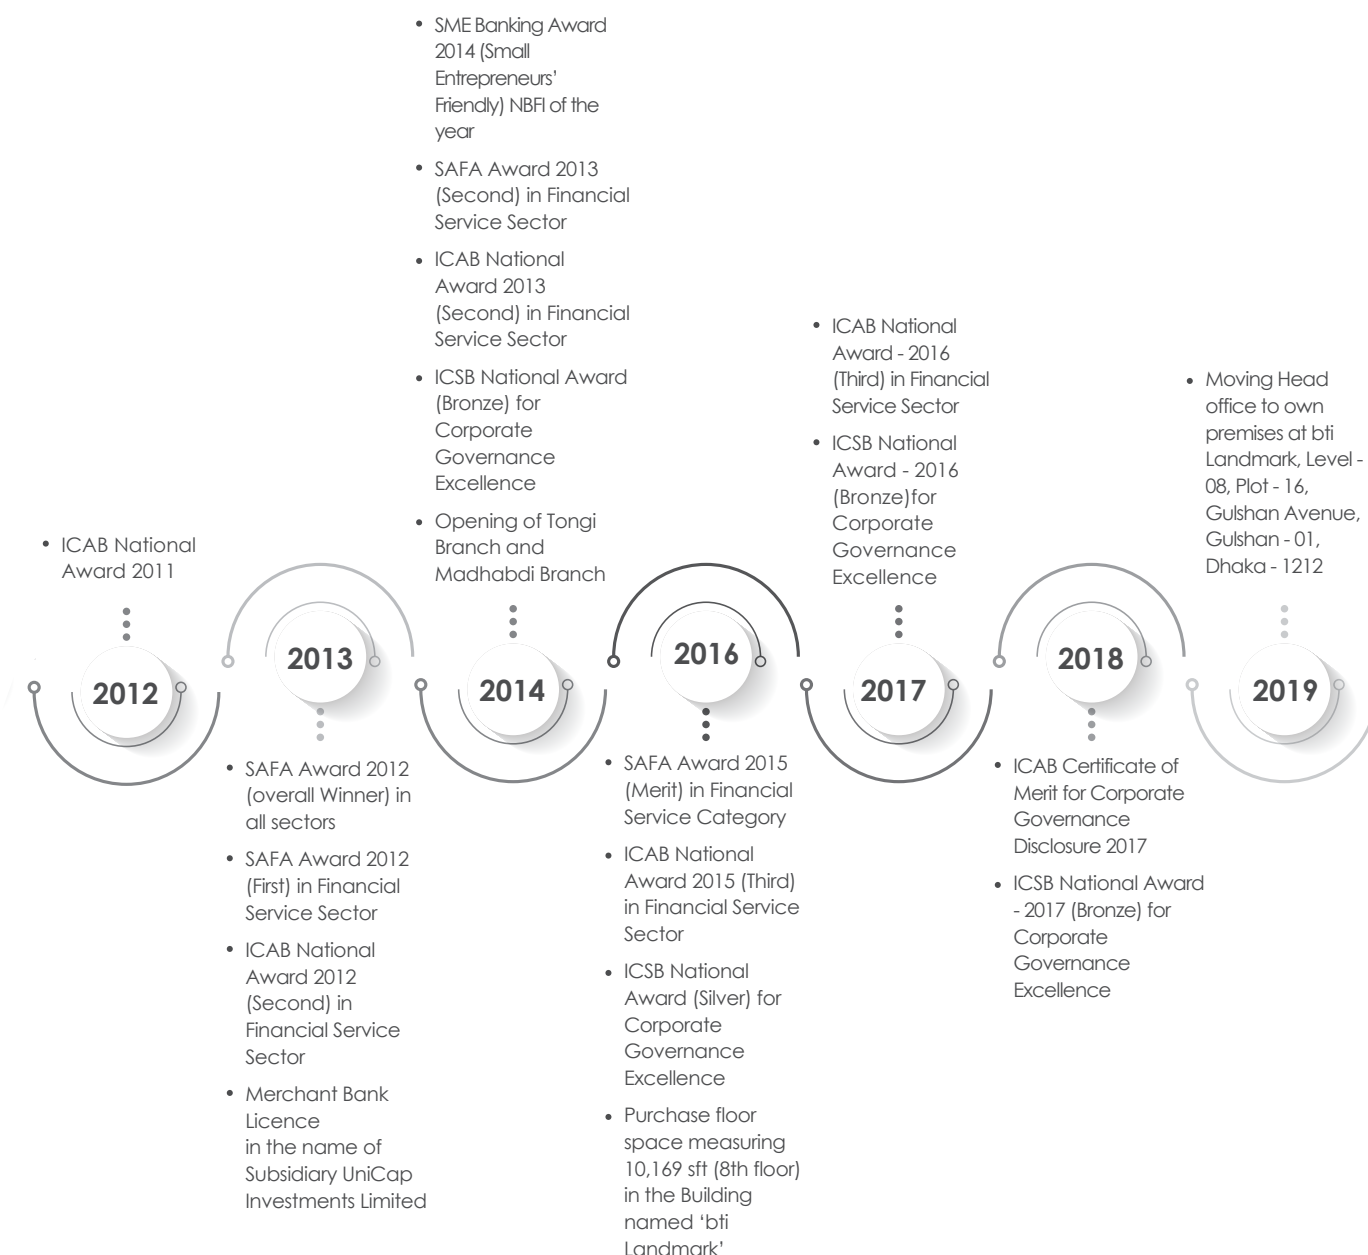 • ICAB National
Award 2011
2012
2013
• SAFA Award 2012
(overall Winner) in
all sectors
• SAFA Award 2012
(First) in Financial
Service Sector
• ICAB National
Award 2012
(Second) in
Financial Service
Sector
• Merchant Bank
Licence
in the name of
Subsidiary UniCap
Investments Limited
• SME Banking Award
2014 (Small
Entrepreneurs’
Friendly) NBFI of the
year
• SAFA Award 2013
(Second) in Financial
Service Sector
• ICAB National
Award 2013
(Second) in Financial
Service Sector
• ICSB National Award
(Bronze) for
Corporate
Governance
Excellence
• Opening of Tongi
Branch and
Madhabdi Branch
2014
2016
• SAFA Award 2015
(Merit) in Financial
Service Category
• ICAB National
Award 2015 (Third)
in Financial Service
Sector
• ICSB National
Award (Silver) for
Corporate
Governance
Excellence
• Purchase floor
space measuring
10,169 sft (8th floor)
in the Building
named ‘bti
Landmark’
• ICAB National
Award - 2016
(Third) in Financial
Service Sector
• ICSB National
Award - 2016
(Bronze)for
Corporate
Governance
Excellence
2017
2018
• ICAB Certificate of
Merit for Corporate
Governance
Disclosure 2017
• ICSB National Award
- 2017 (Bronze) for
Corporate
Governance
Excellence
• Moving Head
office to own
premises at bti
Landmark, Level -
08, Plot - 16,
Gulshan Avenue,
Gulshan - 01,
Dhaka - 1212
2019